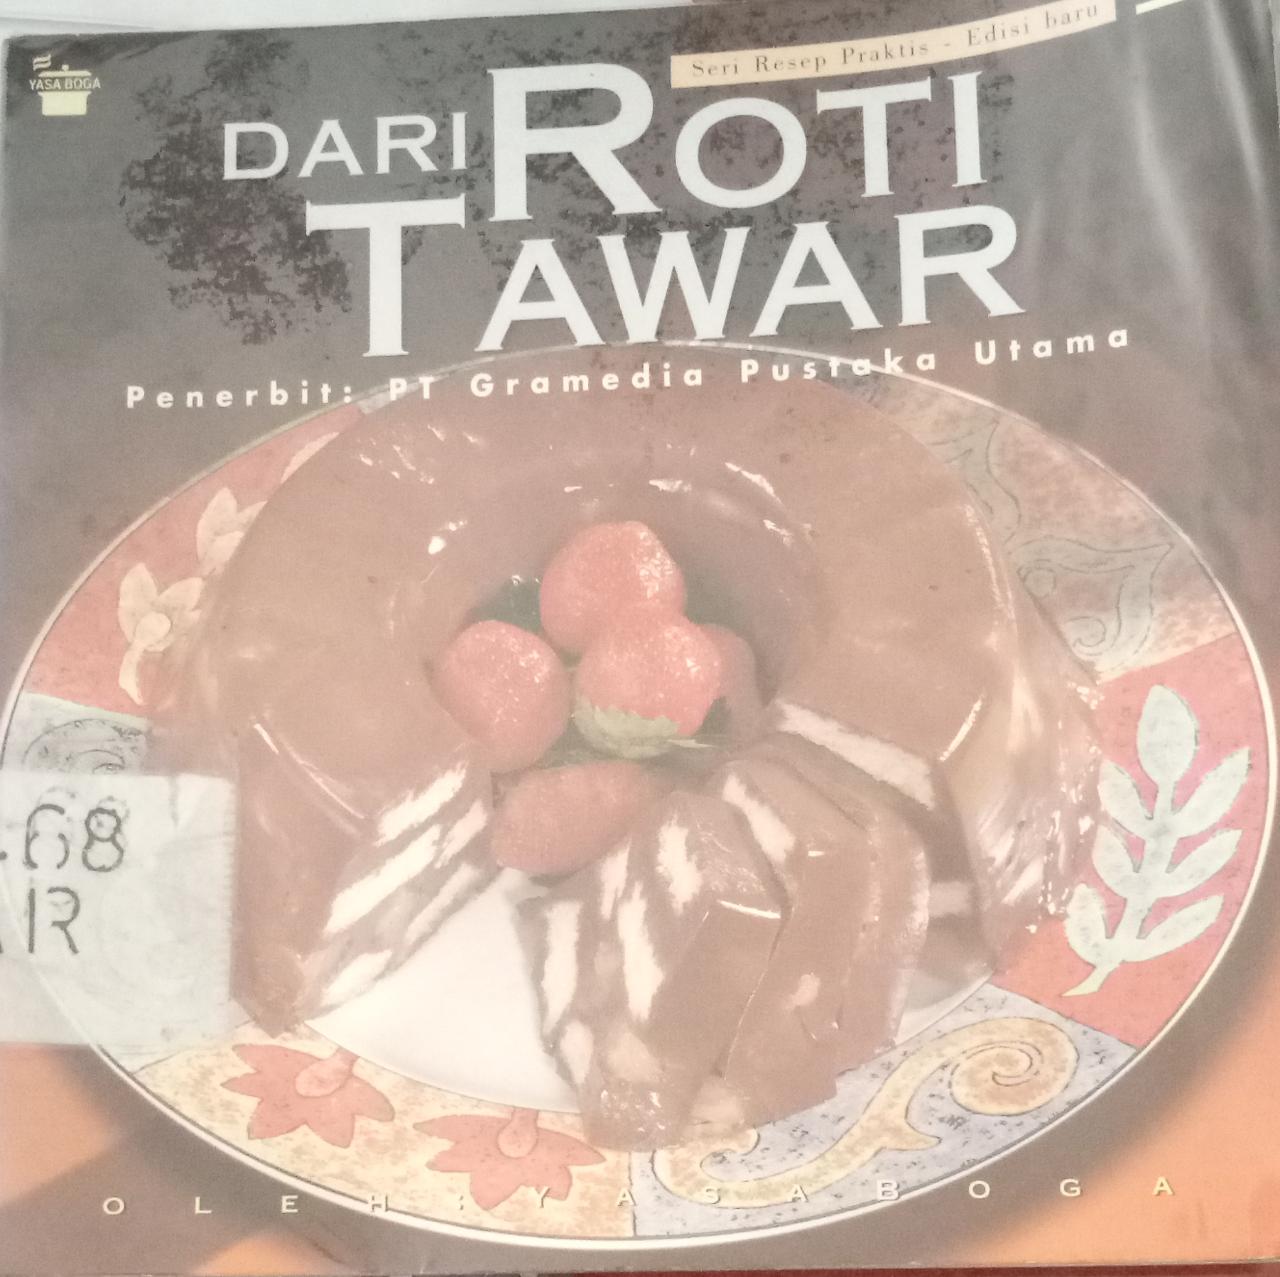 Seri Resep Praktis - Edisi baru
YASA BOGA
DARI ROTI
TAWAR
Penerbit: PT Gramedia Pustaka Utama
68
IR
OLEH: YASA BOGA